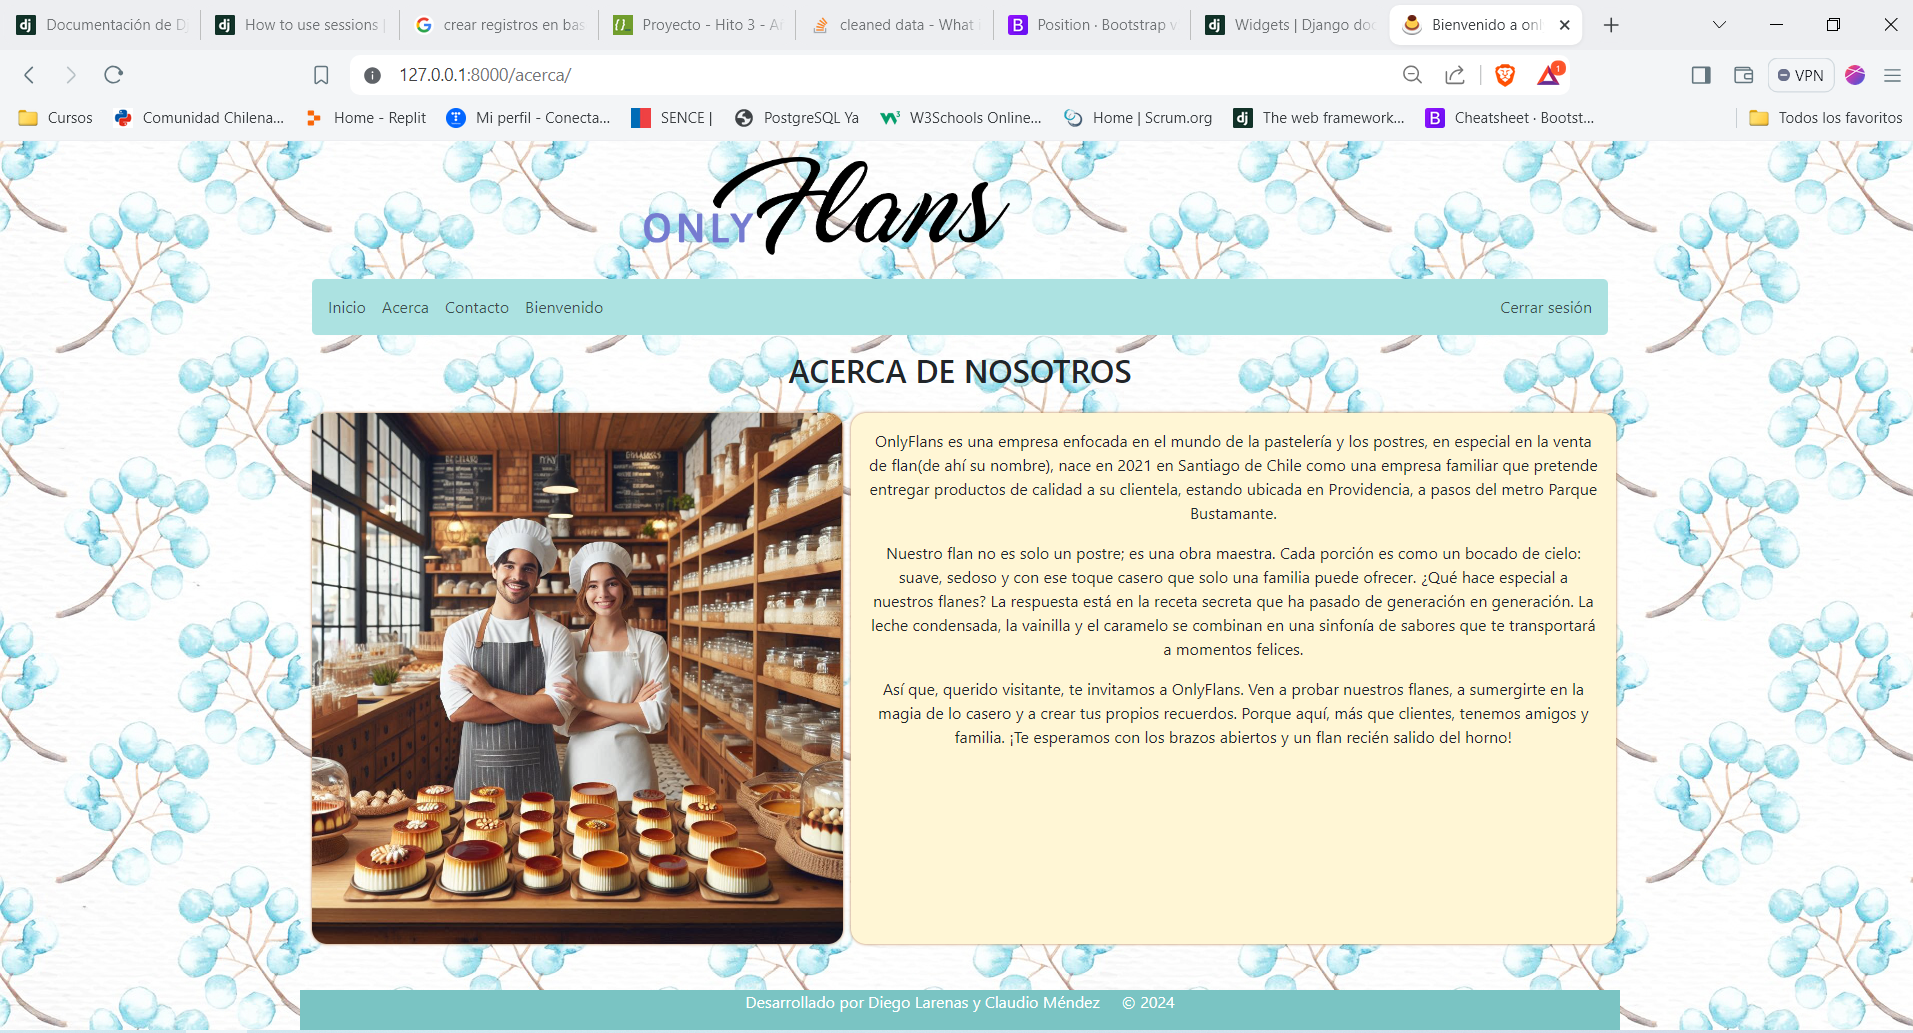 Documentación de D
How to use sessions |
crear registros en bas
Proyecto - Hito 3 - A
cleaned data - What i
Position · Bootstrap v
Widgets | Django doc
Bienvenido a onl
127.0.0.1:8000/acerca/
1
VPN
Cursos
Comunidad Chilena...
Home - Replit
Mi perfil - Conecta...
SENCE |
PostgreSQL Ya
W3Schools Online...
Home | Scrum.org
The web framework...
Cheatsheet · Bootst...
Todos los favoritos
ONLY Flans
Inicio
Acerca
Contacto
Bienvenido
Cerrar sesión
ACERCA DE NOSOTROS
OnlyFlans es una empresa enfocada en el mundo de la pastelería y los postres, en especial en la venta
de flan(de ahí su nombre), nace en 2021 en Santiago de Chile como una empresa familiar que pretende
entregar productos de calidad a su clientela, estando ubicada en Providencia, a pasos del metro Parque
Bustamante.
Nuestro flan no es solo un postre; es una obra maestra. Cada porción es como un bocado de cielo:
suave, sedoso y con ese toque casero que solo una familia puede ofrecer. ¿Qué hace especial a
nuestros flanes? La respuesta está en la receta secreta que ha pasado de generación en generación. La
leche condensada, la vainilla y el caramelo se combinan en una sinfonía de sabores que te transportará
a momentos felices.
Así que, querido visitante, te invitamos a OnlyFlans. Ven a probar nuestros flanes, a sumergirte en la
magia de lo casero y a crear tus propios recuerdos. Porque aquí, más que clientes, tenemos amigos y
familia. ¡Te esperamos con los brazos abiertos y un flan recién salido del horno!
Desarrollado por Diego Larenas y Claudio Méndez © 2024